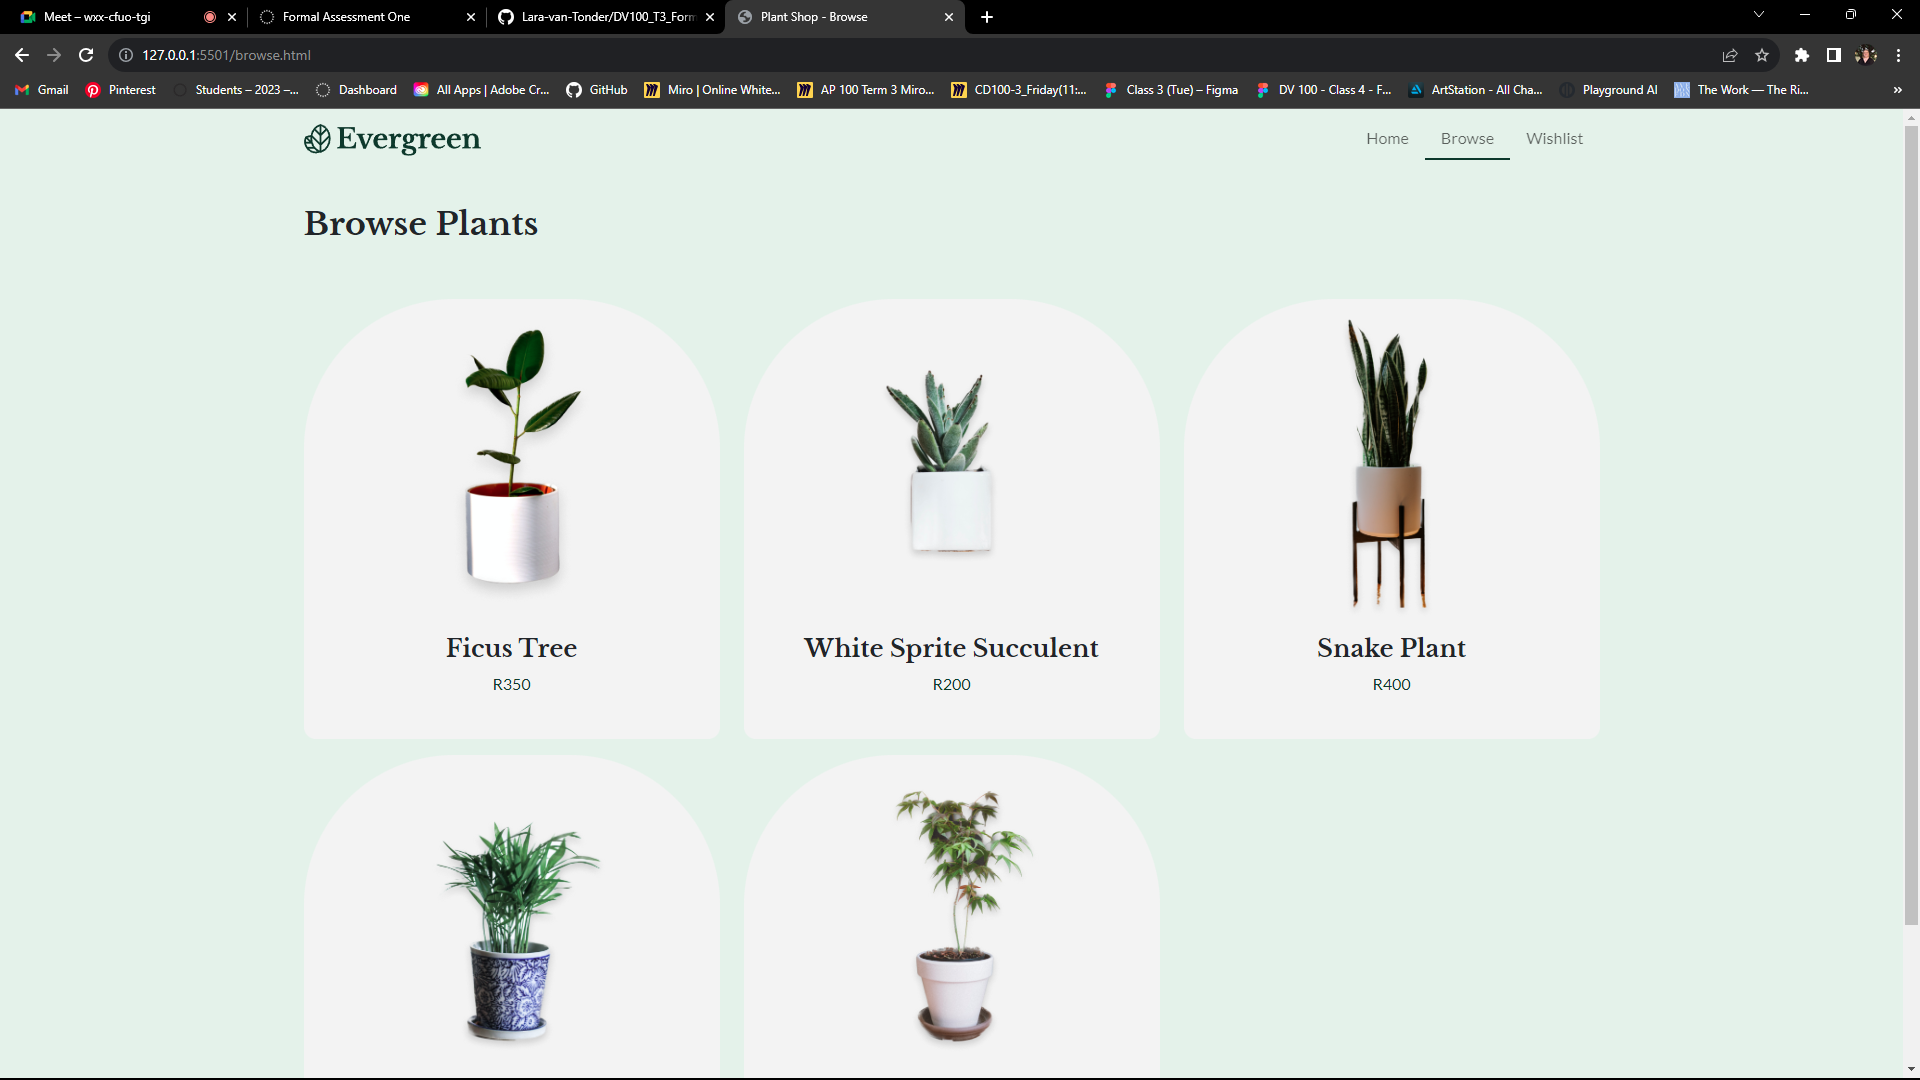 Meet – wxx-cfuo-tgi
Formal Assessment One
Lara-van-Tonder/DV100_T3_Form
Plant Shop - Browse
127.0.0.1:5501/browse.html
Gmail
Pinterest
Students – 2023 –...
Dashboard
All Apps | Adobe Cr...
GitHub
Miro | Online White...
AP 100 Term 3 Miro...
CD100-3_Friday(11:...
Class 3 (Tue) – Figma
DV 100 - Class 4 - F...
ArtStation - All Cha...
Playground AI
The Work — The Ri...
»
Evergreen
Home
Browse
Wishlist
Browse Plants
Ficus Tree
R350
White Sprite Succulent
R200
Snake Plant
R400